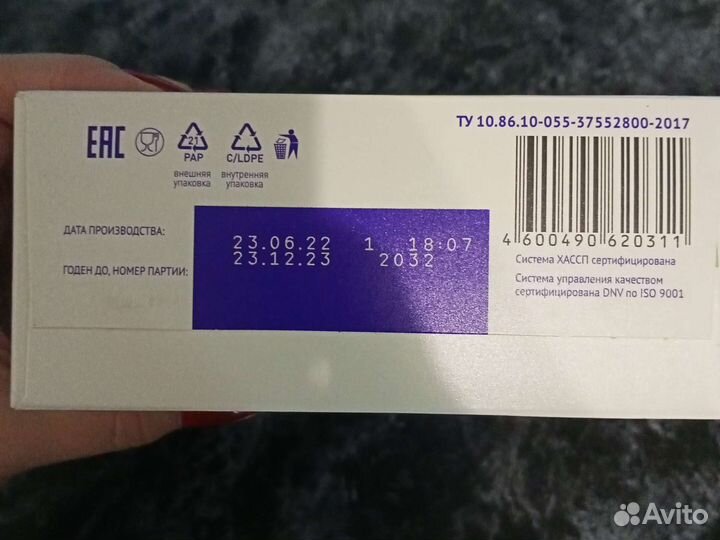 ТУ 10.86.10-055-37552800-2017
ЕАС
21
PAP
C/LDPE
внешняя
упаковка
внутренняя
упаковка
ДАТА ПРОИЗВОДСТВА:
23.06.22 1 18:07
ГОДЕН ДО, НОМЕР ПАРТИИ:
23.12.23 2032
4 600490 620311
Система ХАССП сертифицирована
Система управления качеством
сертифицирована DNV по ISO 9001
Avito